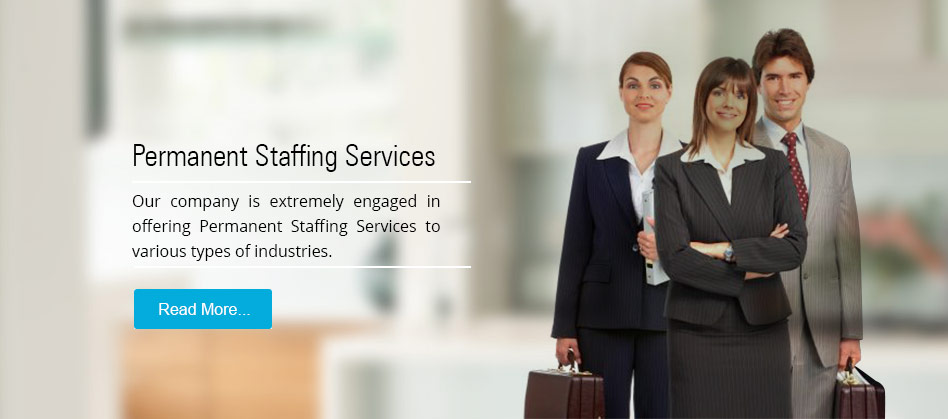 Permanent Staffing Services
Our company is extremely engaged in
offering Permanent Staffing Services to
various types of industries.
Read More...